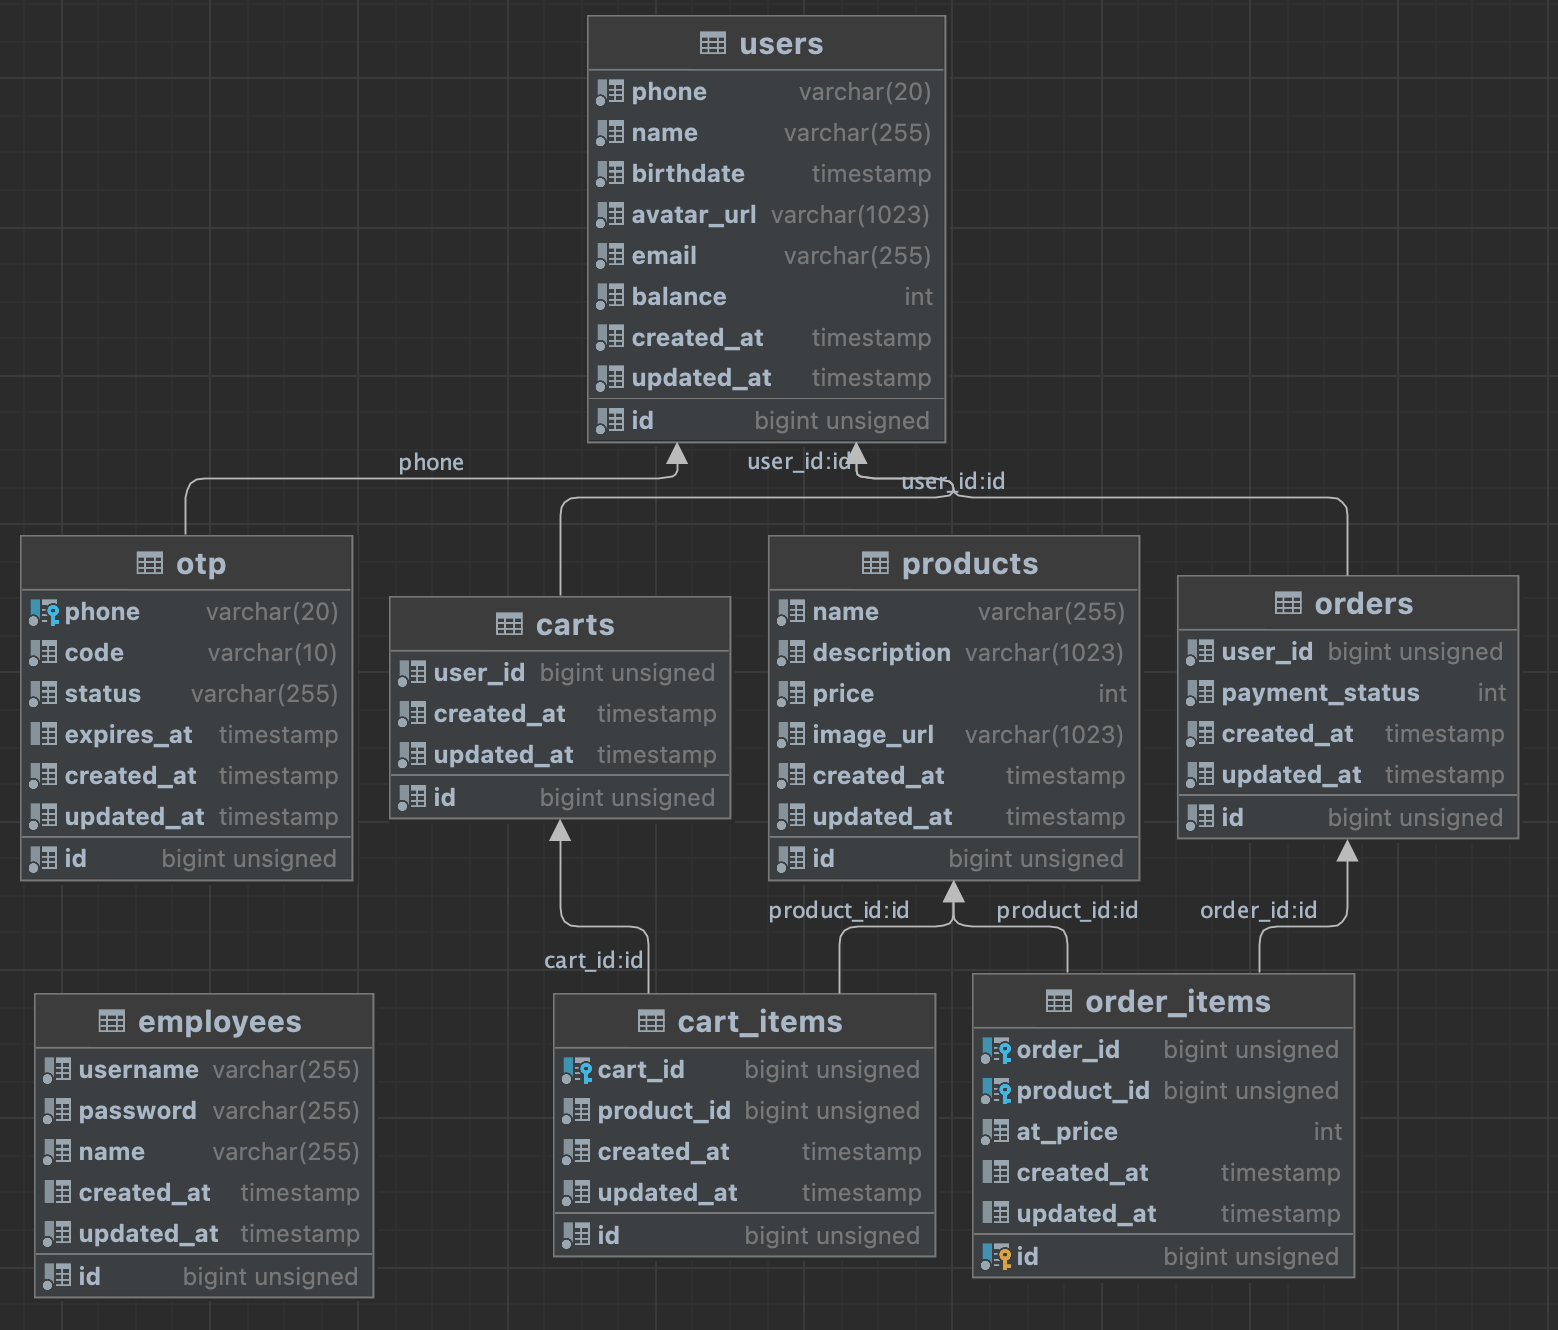 users
phone varchar(20)
name varchar(255)
birthdate timestamp
avatar_url varchar(1023)
email varchar(255)
balance int
created_at timestamp
updated_at timestamp
id bigint unsigned
phone
user_id:id
user_id:id
otp
phone varchar(20)
code varchar(10)
status varchar(255)
expires_at timestamp
created_at timestamp
updated_at timestamp
id bigint unsigned
carts
user_id bigint unsigned
created_at timestamp
updated_at timestamp
id bigint unsigned
products
name varchar(255)
description varchar(1023)
price int
image_url varchar(1023)
created_at timestamp
updated_at timestamp
id bigint unsigned
orders
user_id bigint unsigned
payment_status int
created_at timestamp
updated_at timestamp
id bigint unsigned
product_id:id
product_id:id
order_id:id
cart_id:id
employees
username varchar(255)
password varchar(255)
name varchar(255)
created_at timestamp
updated_at timestamp
id bigint unsigned
cart_items
cart_id bigint unsigned
product_id bigint unsigned
created_at timestamp
updated_at timestamp
id bigint unsigned
order_items
order_id bigint unsigned
product_id bigint unsigned
at_price int
created_at timestamp
updated_at timestamp
id bigint unsigned